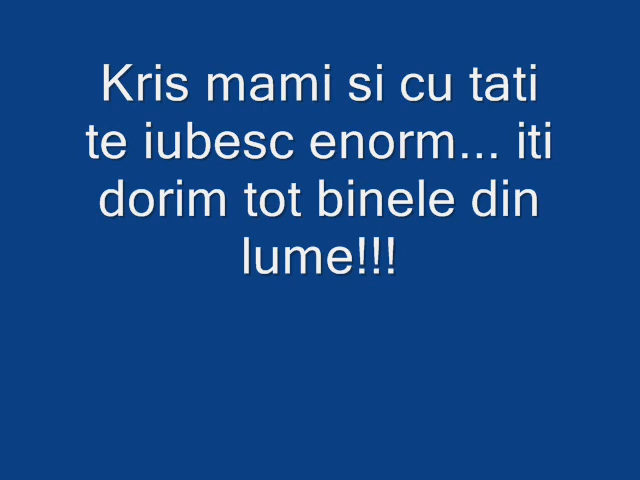 Kris mami si cu tati
te iubesc enorm... iti
dorim tot binele din
lume!!!